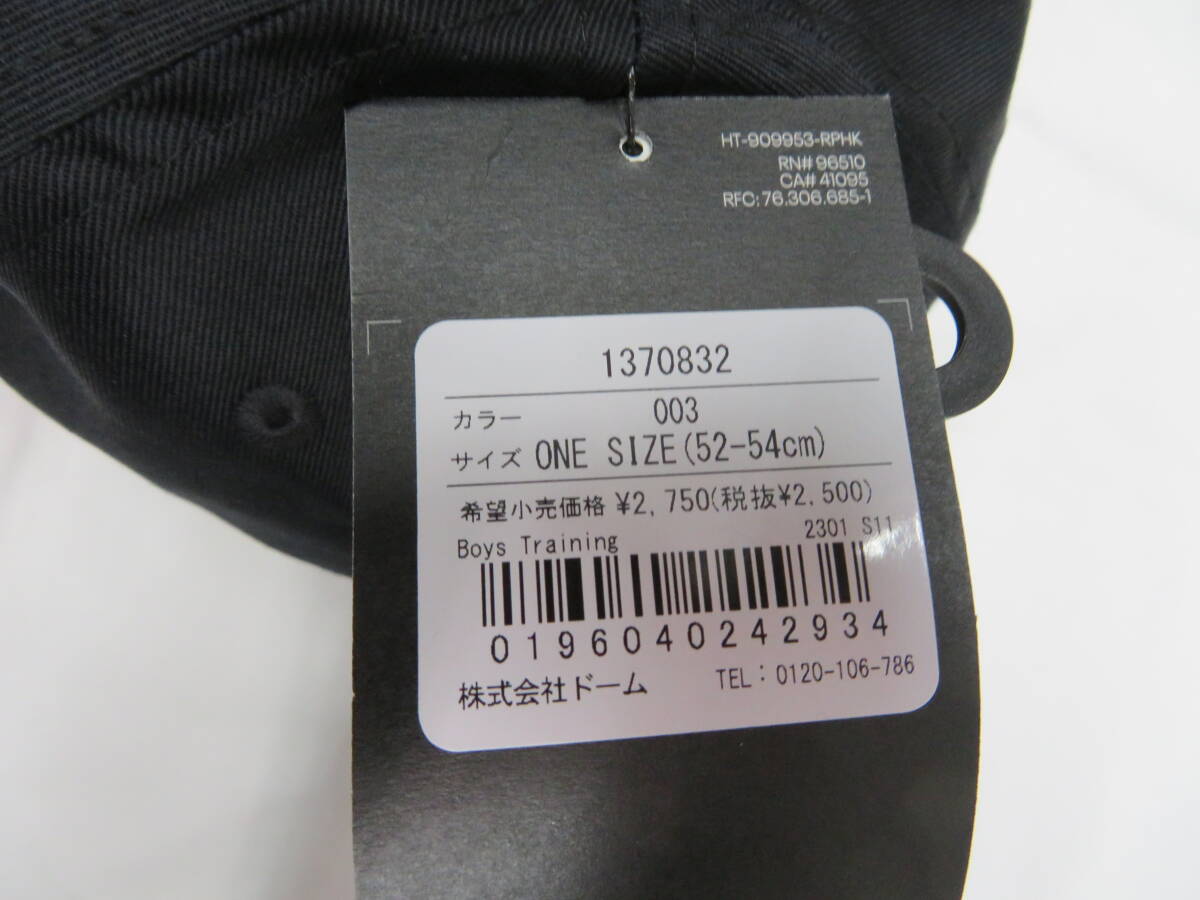 HT-909953-RPHK
RN# 96510
CA# 41095
RFC: 76.306.685-1
1370832
カラー 003
サイズ ONE SIZE(52-54cm)
希望小売価格 ¥2,750(税抜¥2,500)
Boys Training 2301 S11
0196040242934
株式会社ドーム TEL:0120-106-786